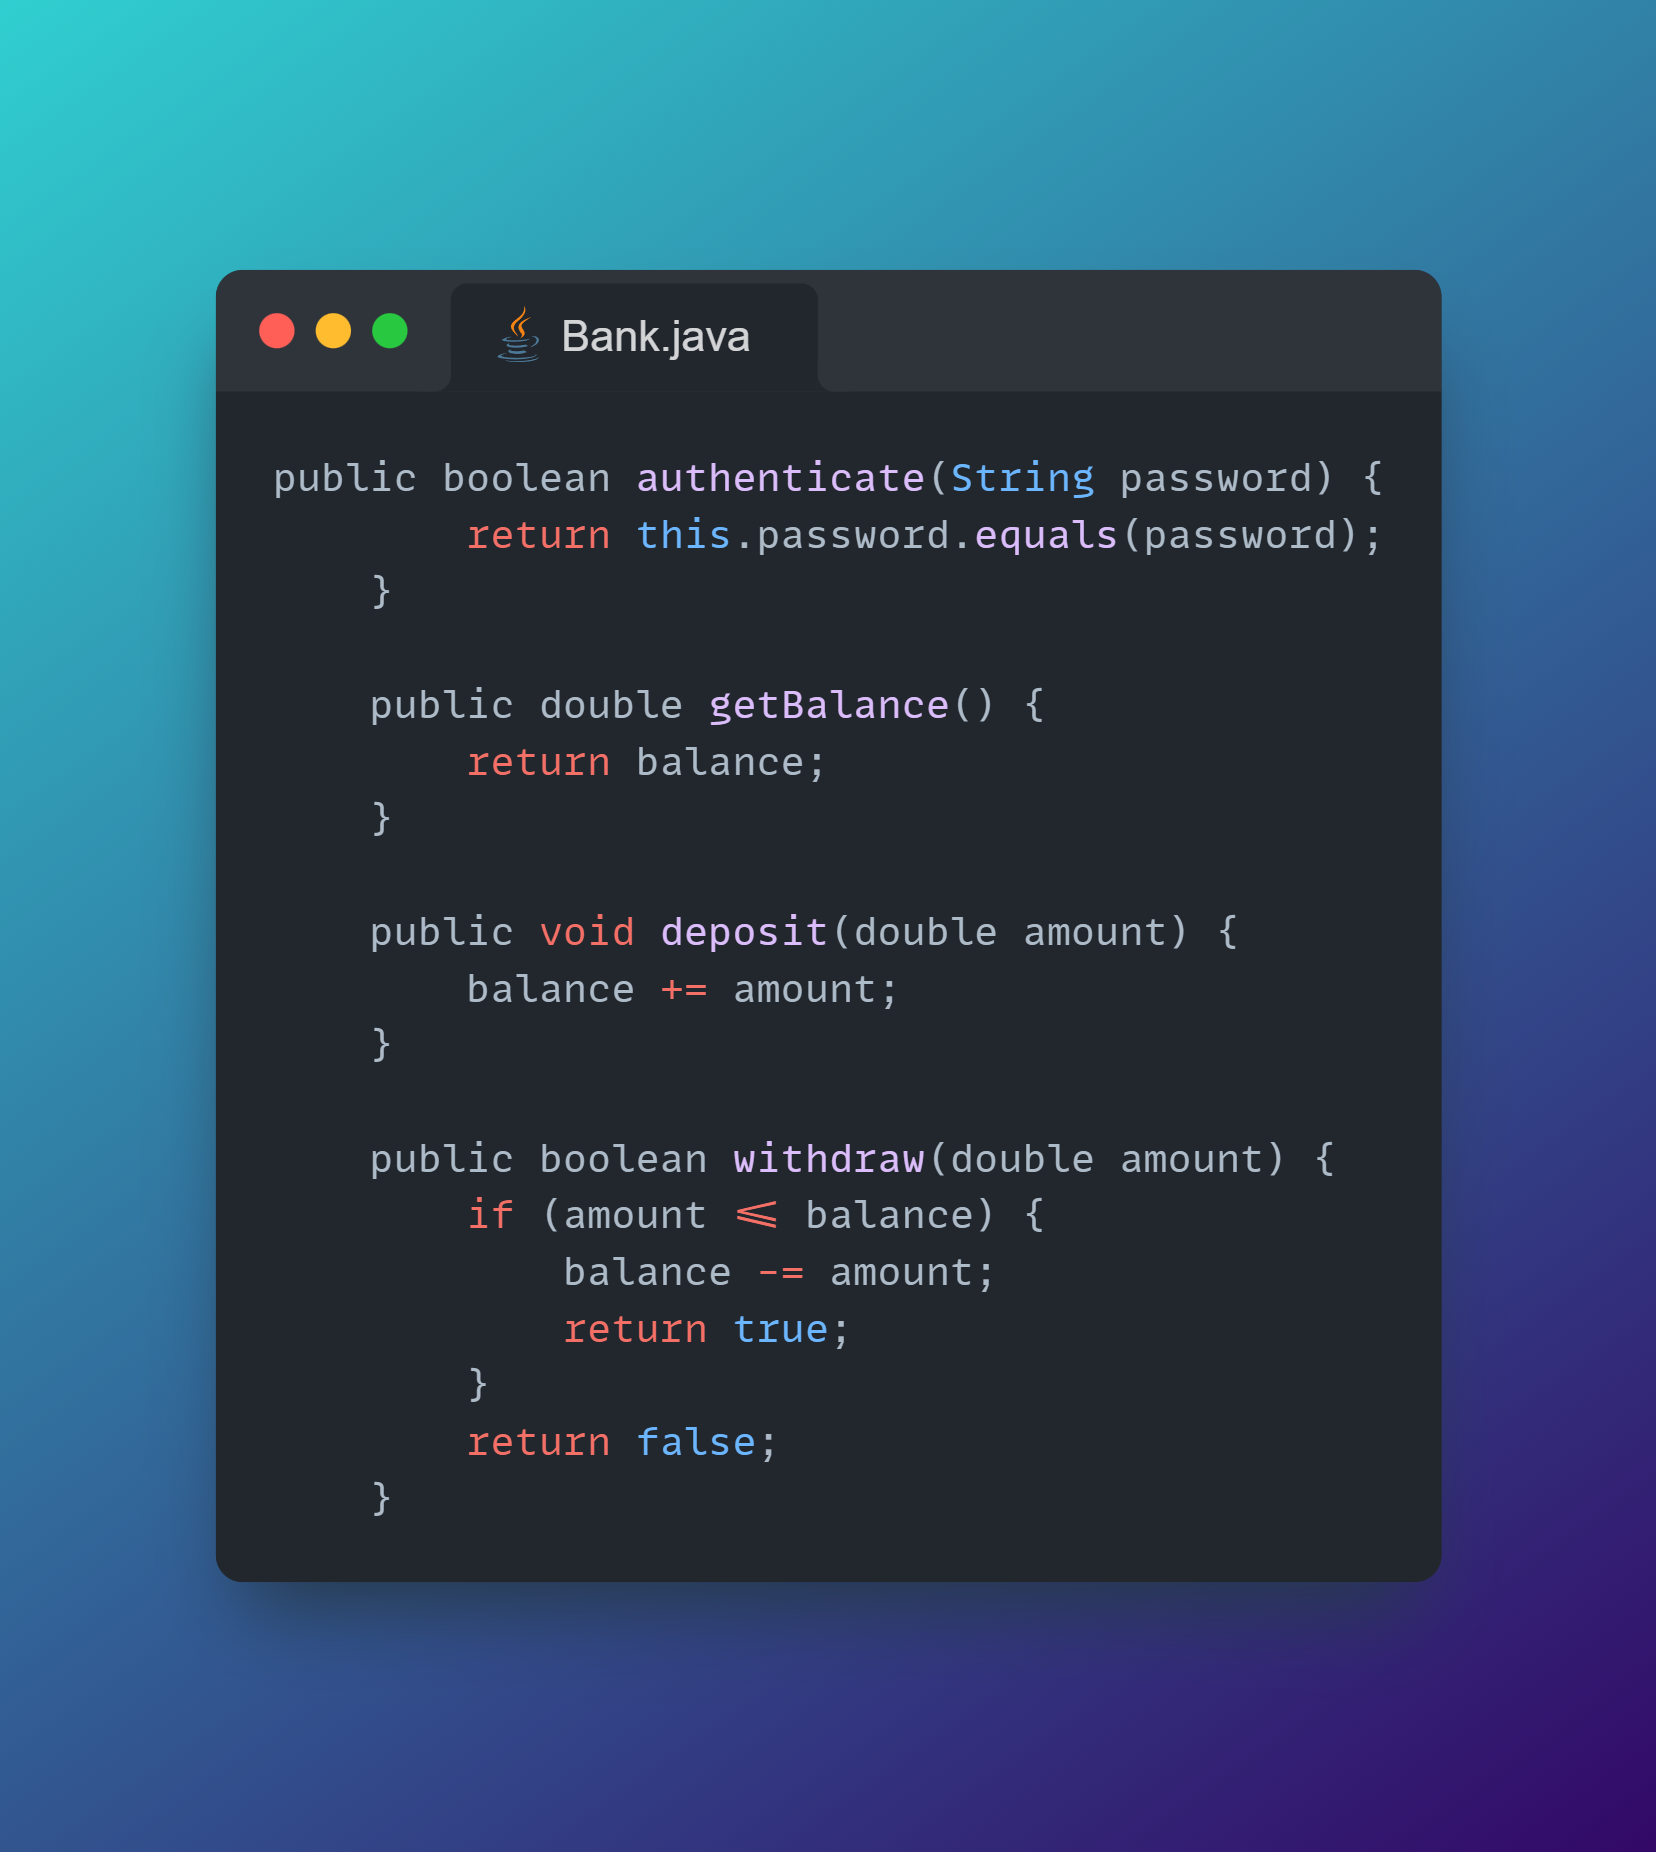 Bank.java
public boolean authenticate(String password) {
        return this.password.equals(password);
    }

    public double getBalance() {
        return balance;
    }

    public void deposit(double amount) {
        balance += amount;
    }

    public boolean withdraw(double amount) {
        if (amount <= balance) {
            balance -= amount;
            return true;
        }
        return false;
    }